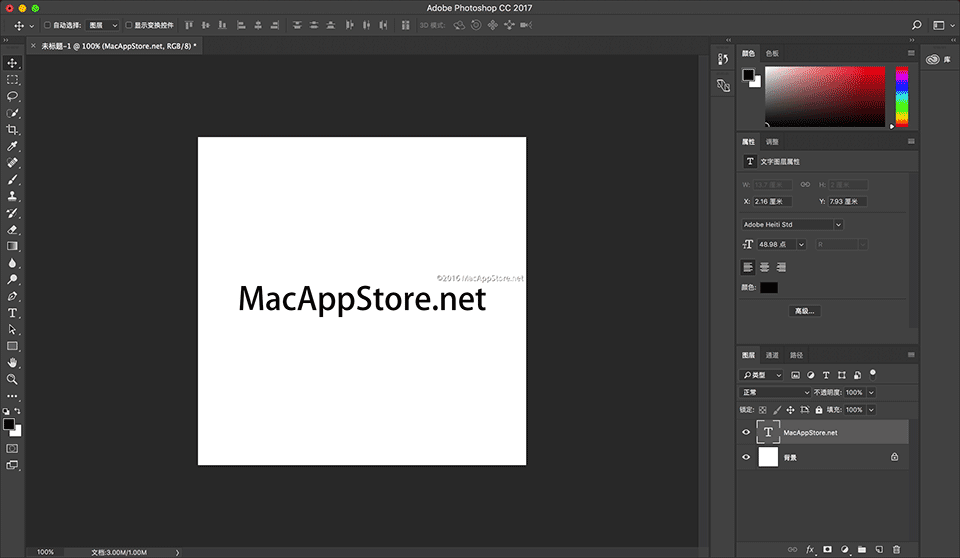 Adobe Photoshop CC 2017
自动选择: 图层 显示变换控件 3D 模式:
× 未标题-1 @ 100% (MacAppStore.net, RGB/8) *
颜色 色板
库
属性 调整
T 文字图层属性
W: 13.7 厘米 H: 2 厘米
X: 2.16 厘米 Y: 7.93 厘米
Adobe Heiti Std
48.98 点 R
颜色:
高级...
©2016 MacAppStore.net
MacAppStore.net
图层 通道 路径
类型
正常 不透明度: 100%
锁定: 填充: 100%
T MacAppStore.net
背景
100% 文档:3.00M/1.00M
fx